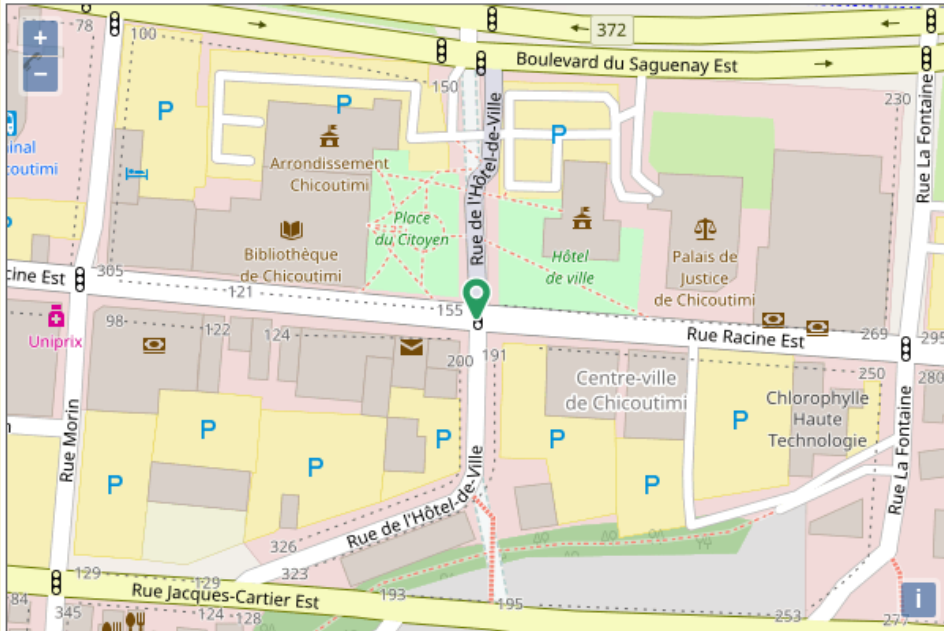 78
100
372
Boulevard du Saguenay Est
+
−
P
P
150
230
P
inal
coutimi
Arrondissement
Chicoutimi
Rue de l'Hôtel-de-Ville
Rue La Fontaine
Place
du Citoyen
Bibliothèque
de Chicoutimi
Hôtel
de ville
Palais de
Justice
de Chicoutimi
cine Est
305
121
155
Rue Racine Est
269
295
Uniprix
98
122
124
200
191
250
280
Centre-ville
de Chicoutimi
Chlorophylle
Haute
Technologie
P
P
P
P
P
P
P
Rue Morin
Rue de l'Hôtel-de-Ville
Rue La Fontaine
326
323
129
129
Rue Jacques-Cartier Est
193
195
253
277
84
345
124
128
i